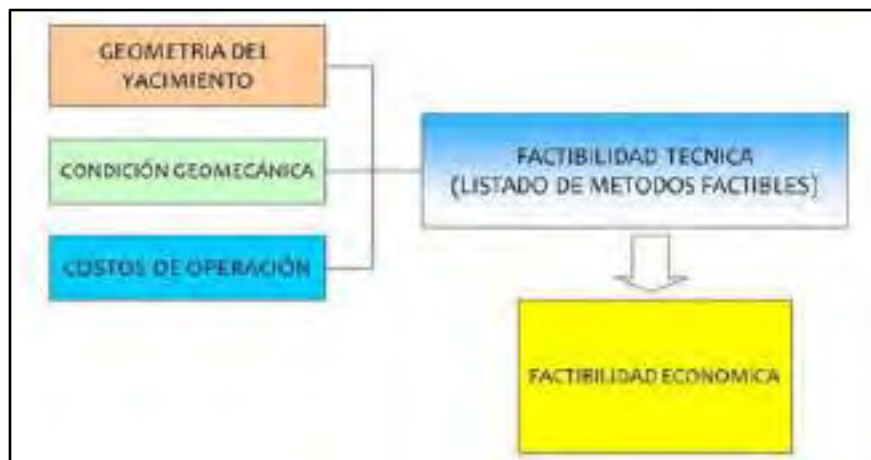 GEOMETRIA DEL
YACIMIENTO
CONDICIÓN GEOMECÁNICA
COSTOS DE OPERACIÓN
FACTIBILIDAD TECNICA
(LISTADO DE METODOS FACTIBLES)
FACTIBILIDAD ECONOMICA